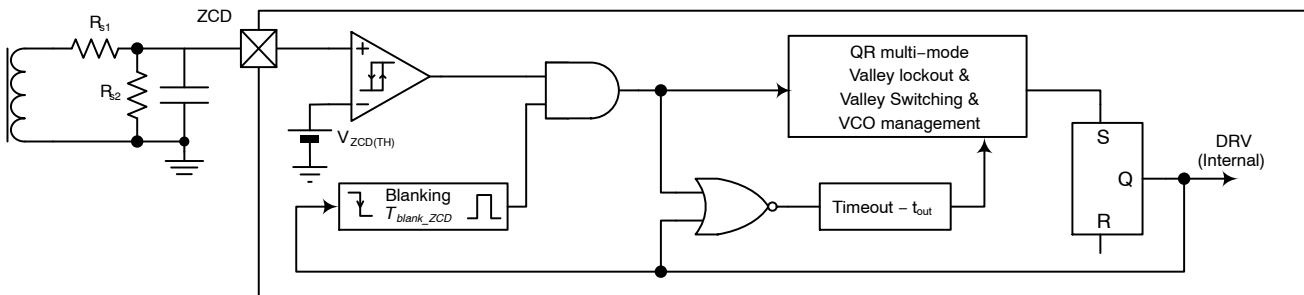 ZCD
Rs1
Rs2
+
−
VZCD(TH)
QR multi−mode
Valley lockout &
Valley Switching &
VCO management
Blanking
Tblank_ZCD
Timeout − tout
S
Q
R
DRV
(Internal)